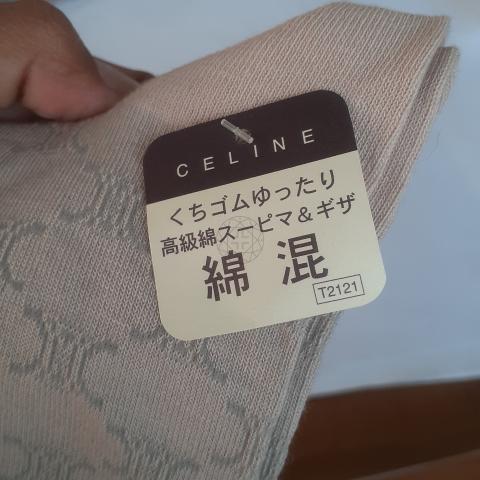 CELINE
くちゴムゆったり
高級綿スーピマ＆ギザ
綿 混
T2121